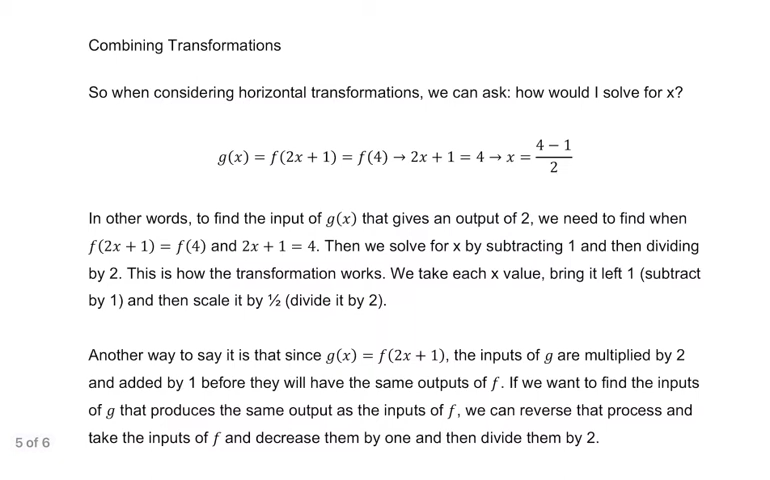 Combining Transformations
So when considering horizontal transformations, we can ask: how would I solve for x?
g(x) = f(2x + 1) = f(4) → 2x + 1 = 4 → x = (4 − 1)/2
In other words, to find the input of g(x) that gives an output of 2, we need to find when
f(2x + 1) = f(4) and 2x + 1 = 4. Then we solve for x by subtracting 1 and then dividing
by 2. This is how the transformation works. We take each x value, bring it left 1 (subtract
by 1) and then scale it by ½ (divide it by 2).
Another way to say it is that since g(x) = f(2x + 1), the inputs of g are multiplied by 2
and added by 1 before they will have the same outputs of f. If we want to find the inputs
of g that produces the same output as the inputs of f, we can reverse that process and
take the inputs of f and decrease them by one and then divide them by 2.
5 of 6